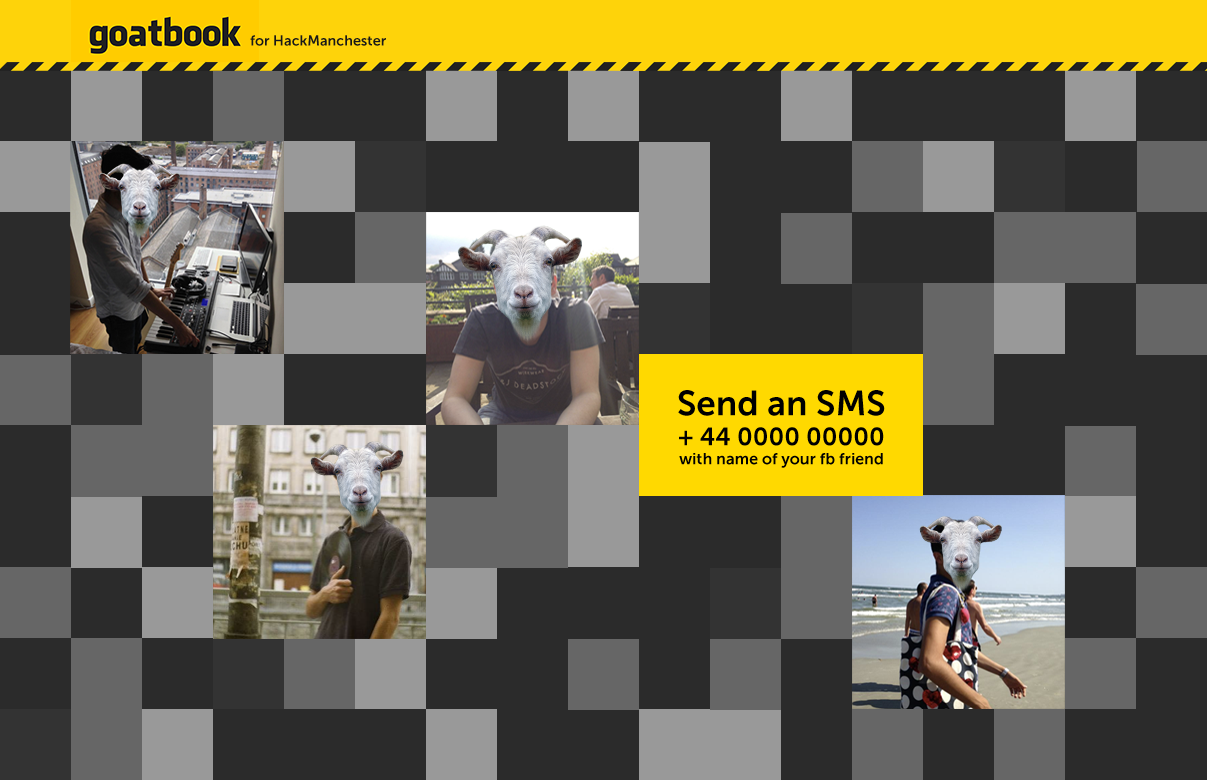 goatbook for HackManchester
Send an SMS
+ 44 0000 00000
with name of your fb friend